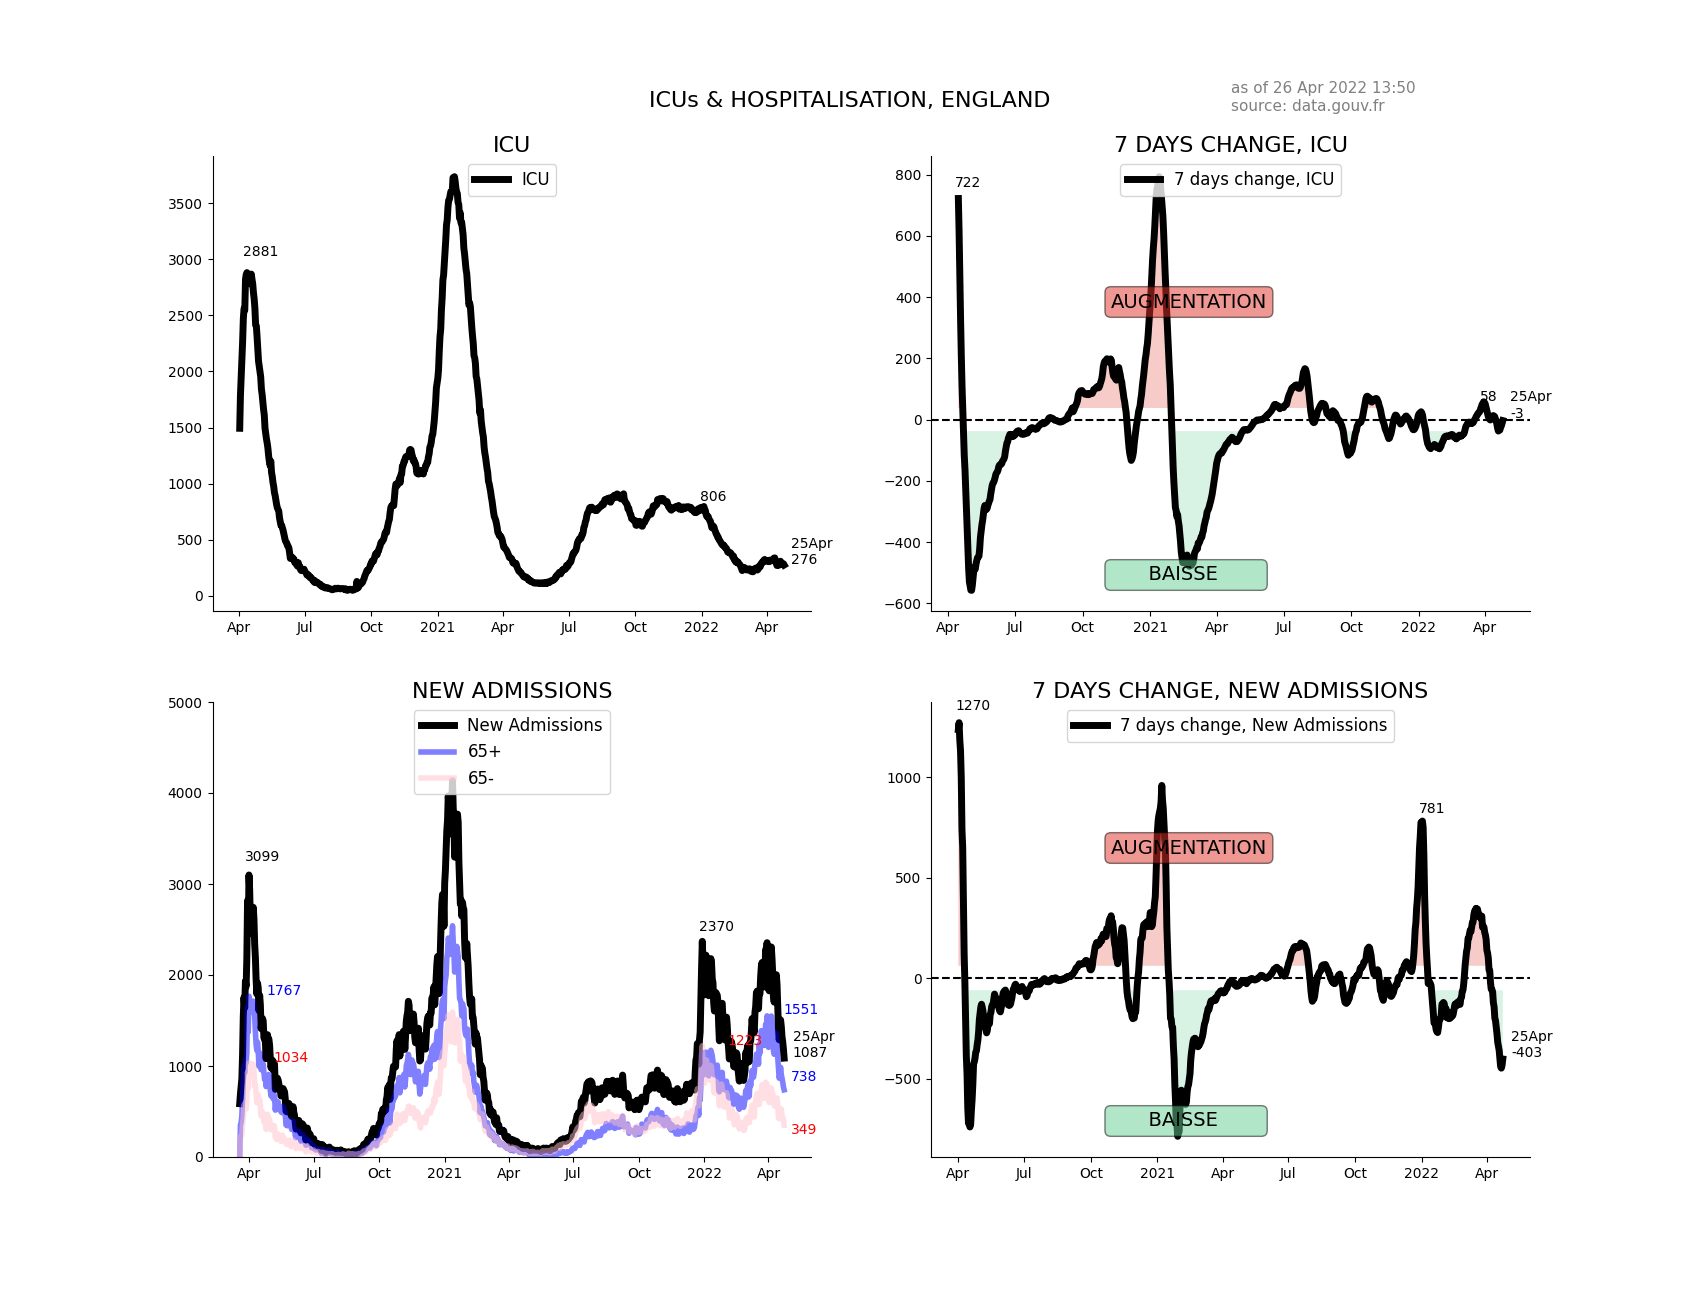 ICUs & HOSPITALISATION, ENGLAND
as of 26 Apr 2022 13:50
source: data.gouv.fr
ICU
ICU
3500
3000
2500
2000
1500
1000
500
0
2881
806
25Apr
276
Apr Jul Oct 2021 Apr Jul Oct 2022 Apr
7 DAYS CHANGE, ICU
7 days change, ICU
800
600
400
200
0
−200
−400
−600
722
AUGMENTATION
58
25Apr
-3
BAISSE
Apr Jul Oct 2021 Apr Jul Oct 2022 Apr
NEW ADMISSIONS
New Admissions
65+
65-
5000
4000
3000
2000
1000
0
3099
2370
1767
1551
1034
1223
25Apr
1087
738
349
Apr Jul Oct 2021 Apr Jul Oct 2022 Apr
7 DAYS CHANGE, NEW ADMISSIONS
7 days change, New Admissions
1000
500
0
−500
1270
781
AUGMENTATION
25Apr
-403
BAISSE
Apr Jul Oct 2021 Apr Jul Oct 2022 Apr